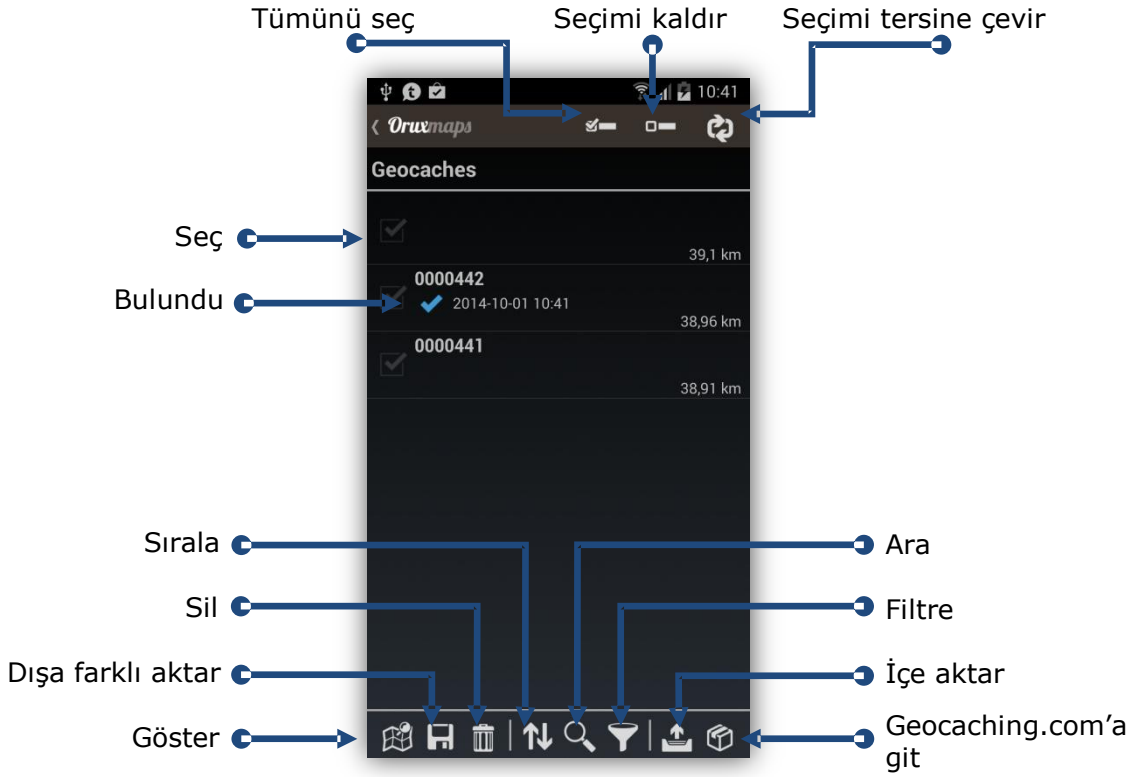 Tümünü seç
Seçimi kaldır
Seçimi tersine çevir
10:41
Oruxmaps
Geocaches
Seç
39,1 km
0000442
Bulundu
2014-10-01 10:41
38,96 km
0000441
38,91 km
Sırala
Ara
Sil
Filtre
Dışa farklı aktar
İçe aktar
Göster
Geocaching.com’a
git